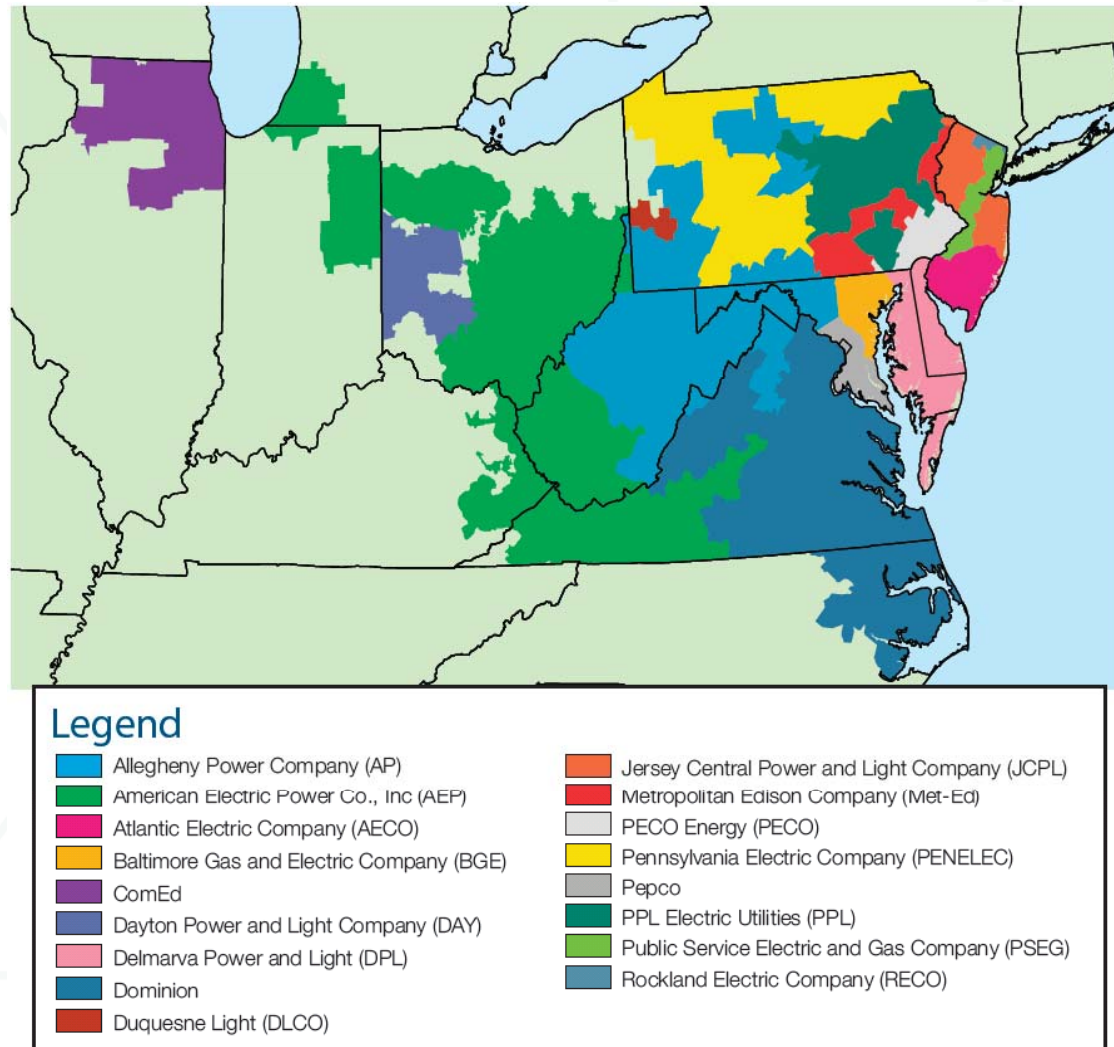 Legend
Allegheny Power Company (AP)
American Electric Power Co., Inc (AEP)
Atlantic Electric Company (AECO)
Baltimore Gas and Electric Company (BGE)
ComEd
Dayton Power and Light Company (DAY)
Delmarva Power and Light (DPL)
Dominion
Duquesne Light (DLCO)
Jersey Central Power and Light Company (JCPL)
Metropolitan Edison Company (Met-Ed)
PECO Energy (PECO)
Pennsylvania Electric Company (PENELEC)
Pepco
PPL Electric Utilities (PPL)
Public Service Electric and Gas Company (PSEG)
Rockland Electric Company (RECO)